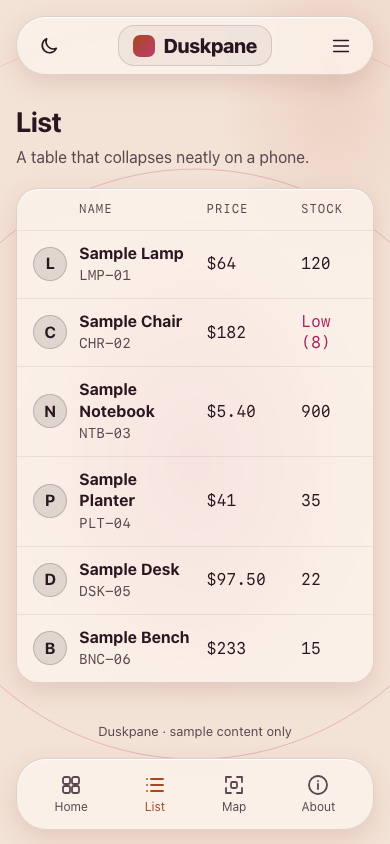 Duskpane
List
A table that collapses neatly on a phone.
NAME PRICE STOCK
L Sample Lamp $64 120
LMP–01
C Sample Chair $182 Low
CHR–02 (8)
N Sample
Notebook $5.40 900
NTB–03
P Sample
Planter $41 35
PLT–04
D Sample Desk $97.50 22
DSK–05
B Sample Bench $233 15
BNC–06
Duskpane · sample content only
Home List Map About